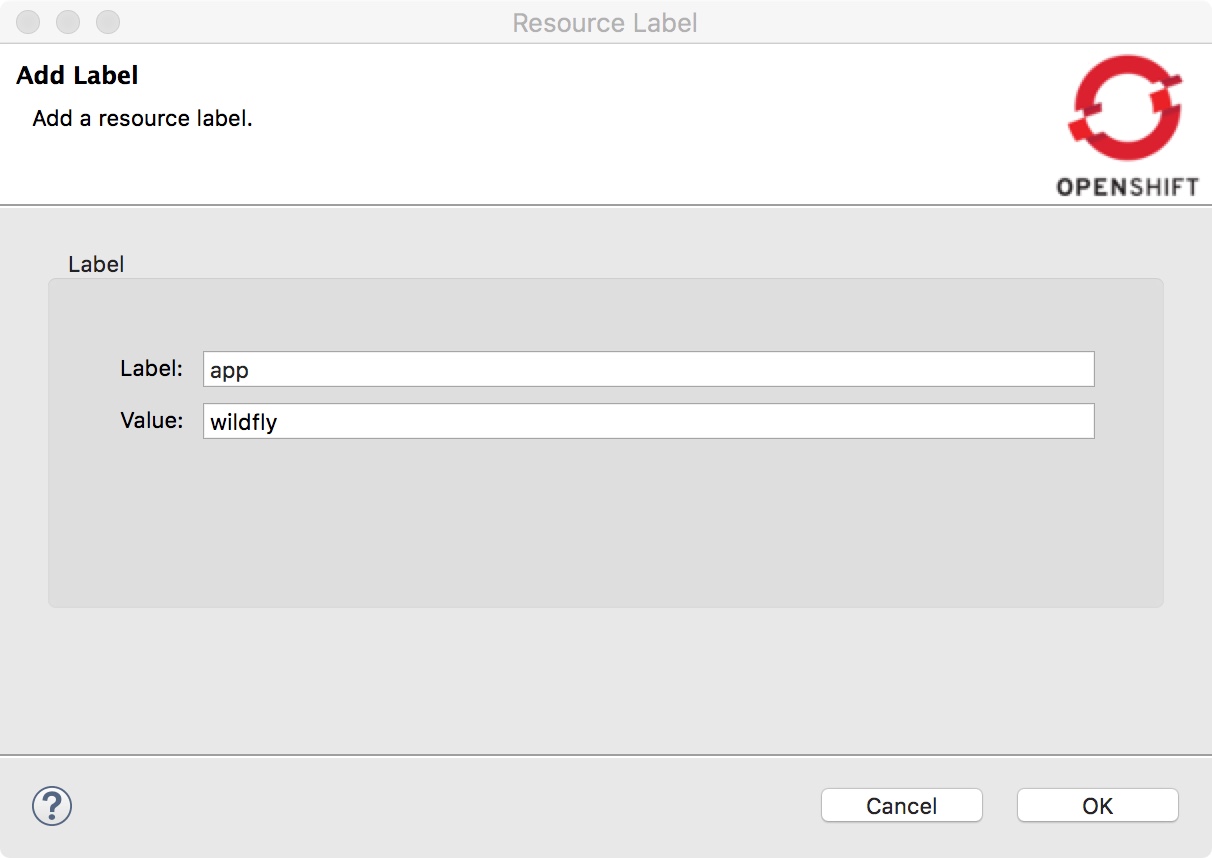 Resource Label
Add Label
Add a resource label.
OPENSHIFT
Label
Label: app
Value: wildfly
? Cancel OK